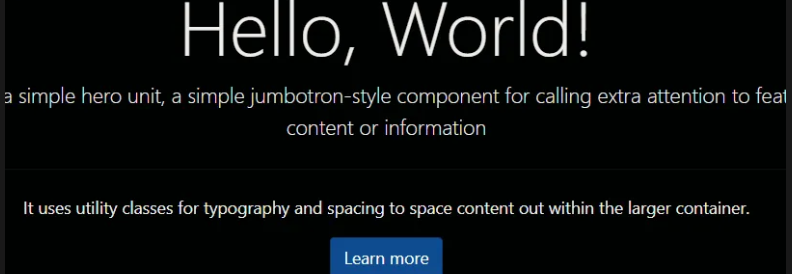 Hello, World!
a simple hero unit, a simple jumbotron-style component for calling extra attention to feat
content or information
It uses utility classes for typography and spacing to space content out within the larger container.
Learn more